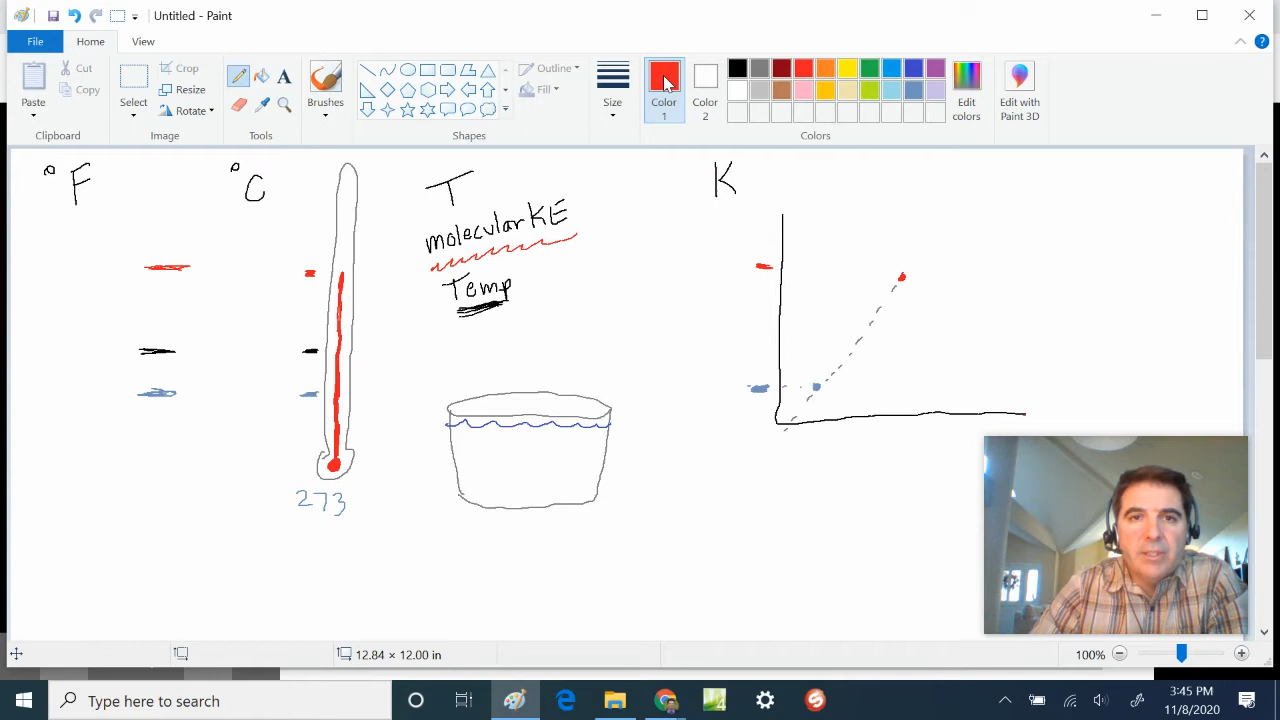 Untitled - Paint
File
Home
View
Paste
Cut
Copy
Clipboard
Select
Crop
Resize
Rotate
Image
Tools
Brushes
Shapes
Outline
Fill
Size
Color
1
Color
2
Edit
colors
Edit with
Paint 3D
Colors
°F
°C
T
K
molecular KE
Temp
273
12.84 × 12.00 in
100%
Type here to search
3:45 PM
11/8/2020